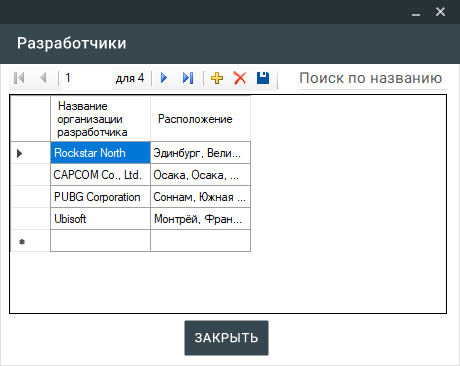 Разработчики
1 для 4 Поиск по названию
Название
организации
разработчика
Расположение
Rockstar North Эдинбург, Вели...
CAPCOM Co., Ltd. Осака, Осака, ...
PUBG Corporation Соннам, Южная ...
Ubisoft Монтрёй, Фран...
ЗАКРЫТЬ